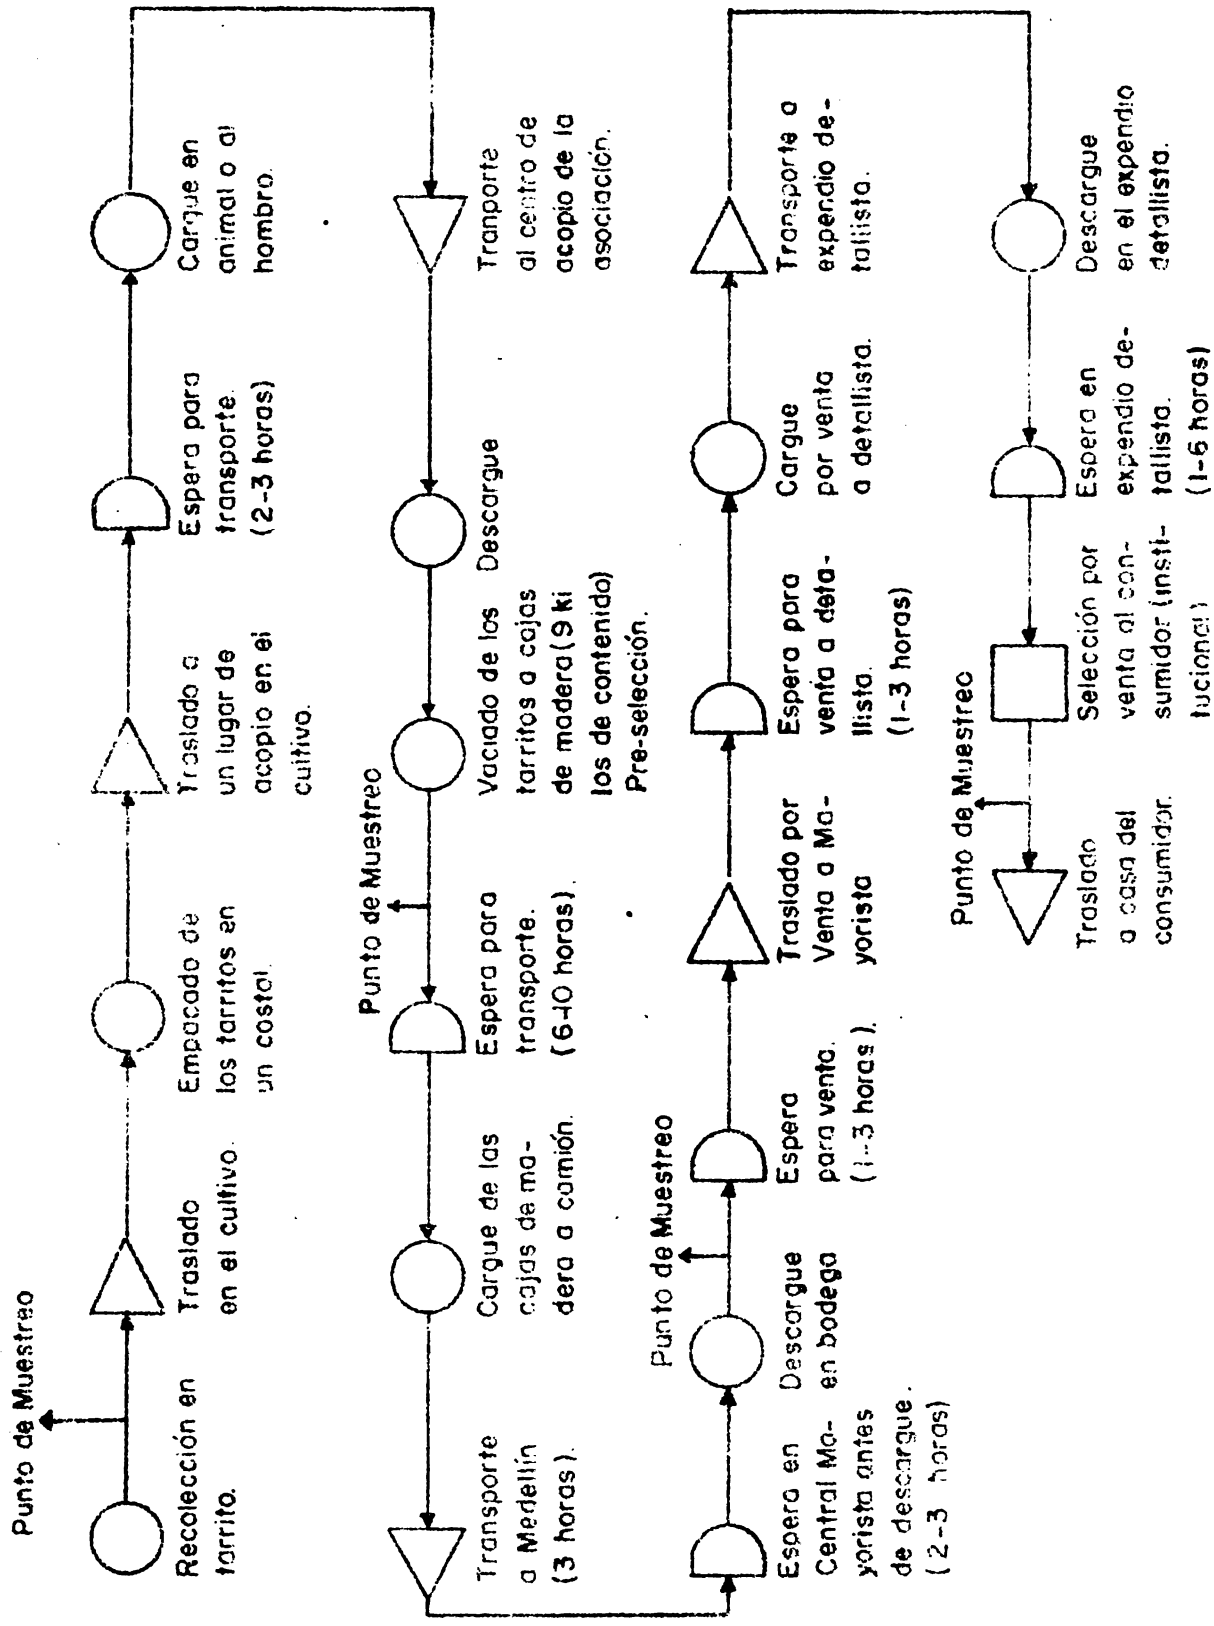 Punto de Muestreo
Recolección en
tarrito.
Traslado
en el cultivo.
Empacado de
los tarritos en
un costal.
Traslado a
un lugar de
acopio en el
cultivo.
Espera para
transporte.
(2-3 horas)
Cargue en
animal o al
hombro.
Tranporte
al centro de
acopio de la
asociación.
Descargue
Vaciado de los
tarritos a cajas
de madera (9 ki
los de contenido)
Pre-selección.
Punto de Muestreo
Espera para
transporte.
(6-10 horas).
Cargue de las
cajas de ma-
dera a camión.
Transporte
a Medellín
(3 horas).
Espera en
Central Ma-
yorista antes
de descargue.
(2-3 horas)
Descargue
en bodega
Punto de Muestreo
Espera
para venta.
(1-3 horas).
Traslado por
Venta a Ma-
yorista
Espera para
venta a deta-
llista.
(1-3 horas)
Cargue
por venta
a detallista.
Transporte a
expendio de-
tallista.
Descargue
en el expendio
detallista.
Espera en
expendio de-
tallista.
(1-6 horas)
Selección por
venta al con-
sumidor (insti-
tucional)
Punto de Muestreo
Traslado
a casa del
consumidor.